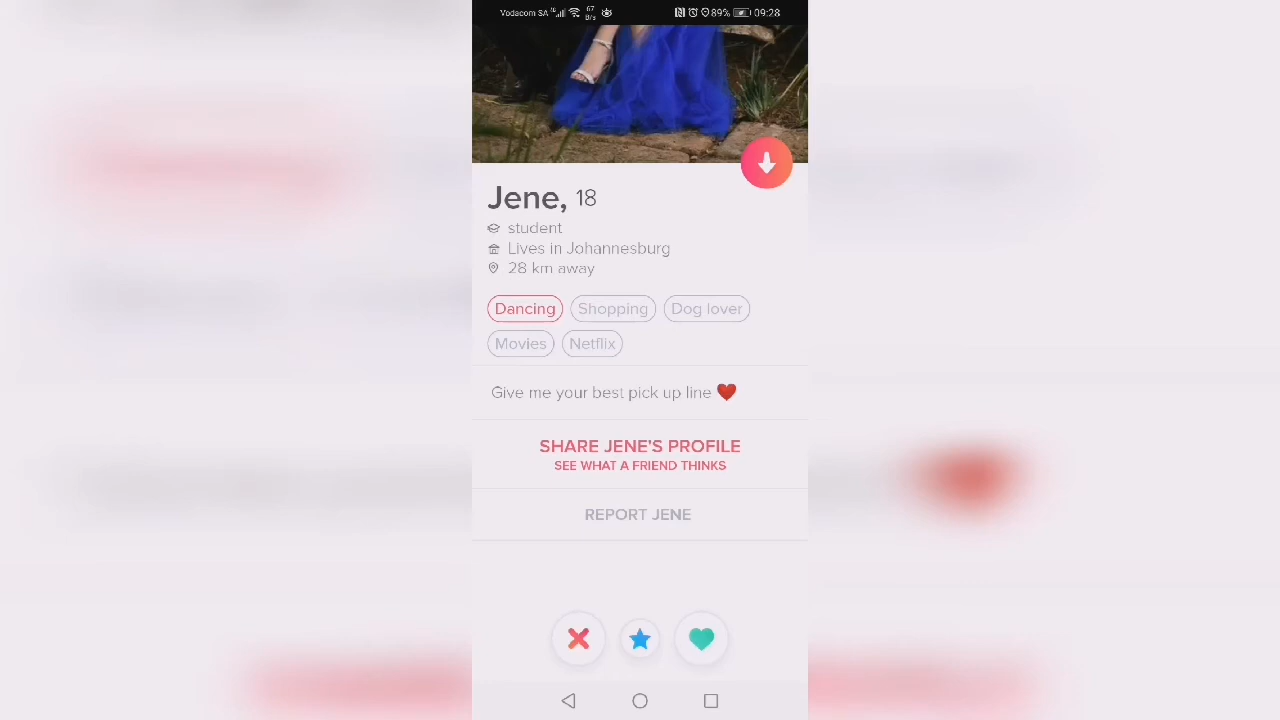 Vodacom SA 67 B/s 89% 09:28
Jene, 18
student
Lives in Johannesburg
28 km away
Dancing Shopping Dog lover
Movies Netflix
Give me your best pick up line ❤️
SHARE JENE'S PROFILE
SEE WHAT A FRIEND THINKS
REPORT JENE